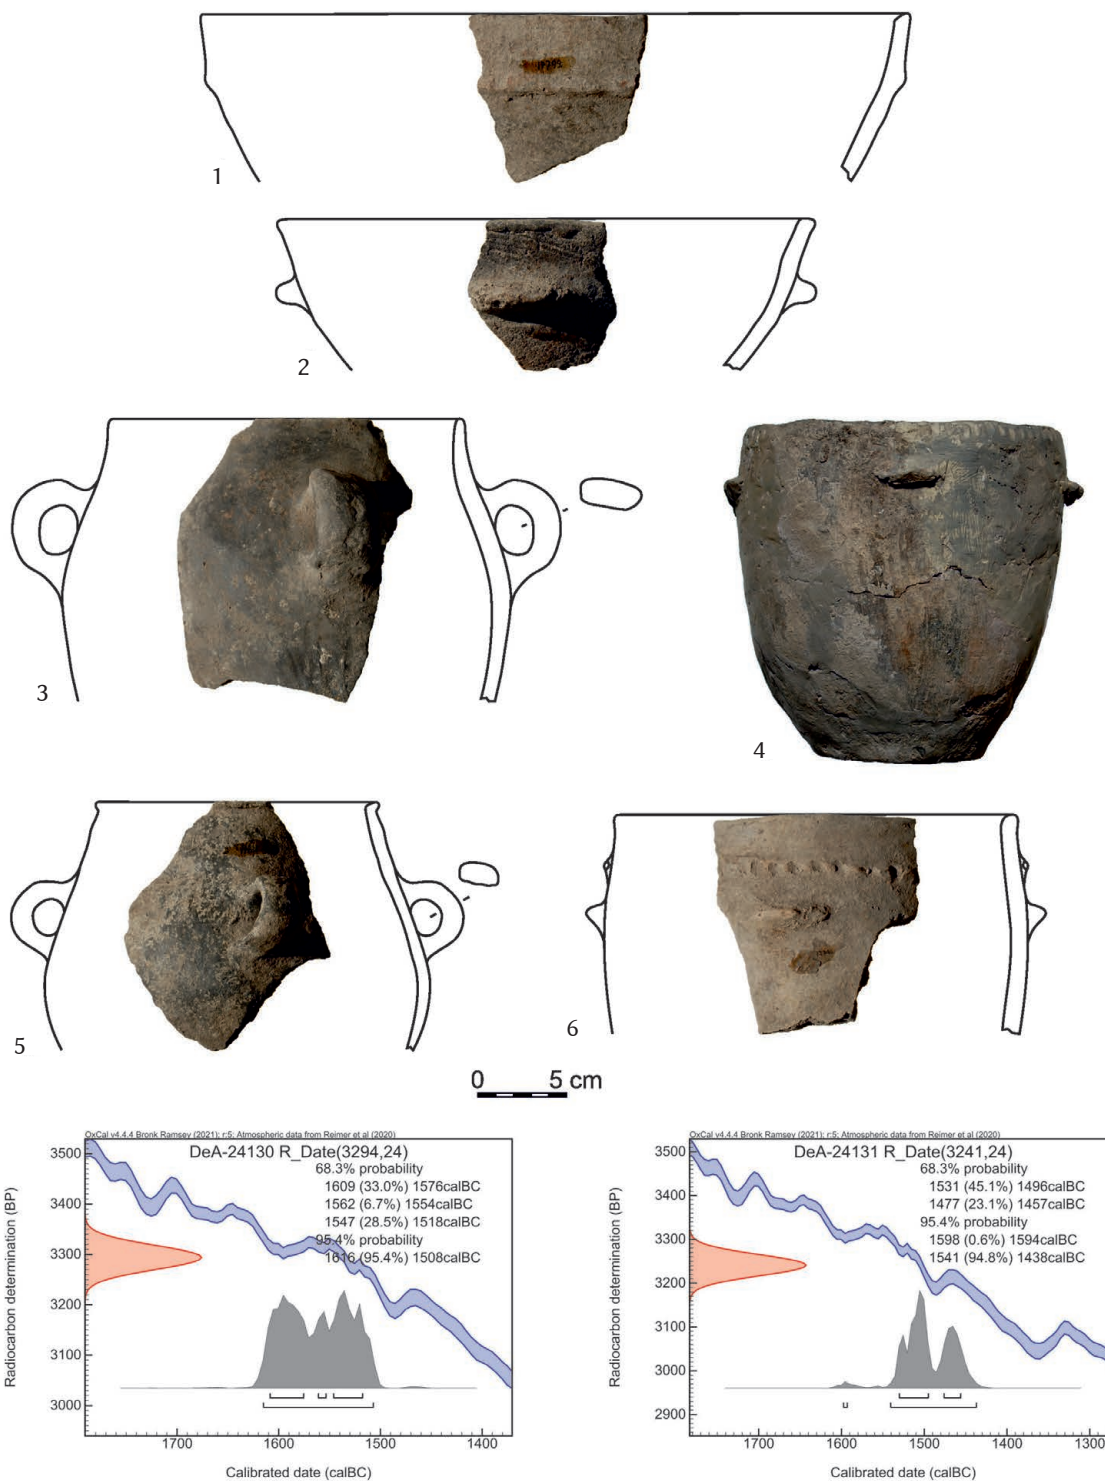 1
2
3
4
5
6
0 5 cm
OxCal v4.4.4 Bronk Ramsey (2021); r:5; Atmospheric data from Reimer et al (2020)
DeA-24130 R_Date(3294,24)
68.3% probability
1609 (33.0%) 1576calBC
1562 (6.7%) 1554calBC
1547 (28.5%) 1518calBC
95.4% probability
1616 (95.4%) 1508calBC
Radiocarbon determination (BP)
3500
3400
3300
3200
3100
3000
1700 1600 1500 1400
Calibrated date (calBC)
OxCal v4.4.4 Bronk Ramsey (2021); r:5; Atmospheric data from Reimer et al (2020)
DeA-24131 R_Date(3241,24)
68.3% probability
1531 (45.1%) 1496calBC
1477 (23.1%) 1457calBC
95.4% probability
1598 (0.6%) 1594calBC
1541 (94.8%) 1438calBC
Radiocarbon determination (BP)
3500
3400
3300
3200
3100
3000
2900
1700 1600 1500 1400 1300
Calibrated date (calBC)